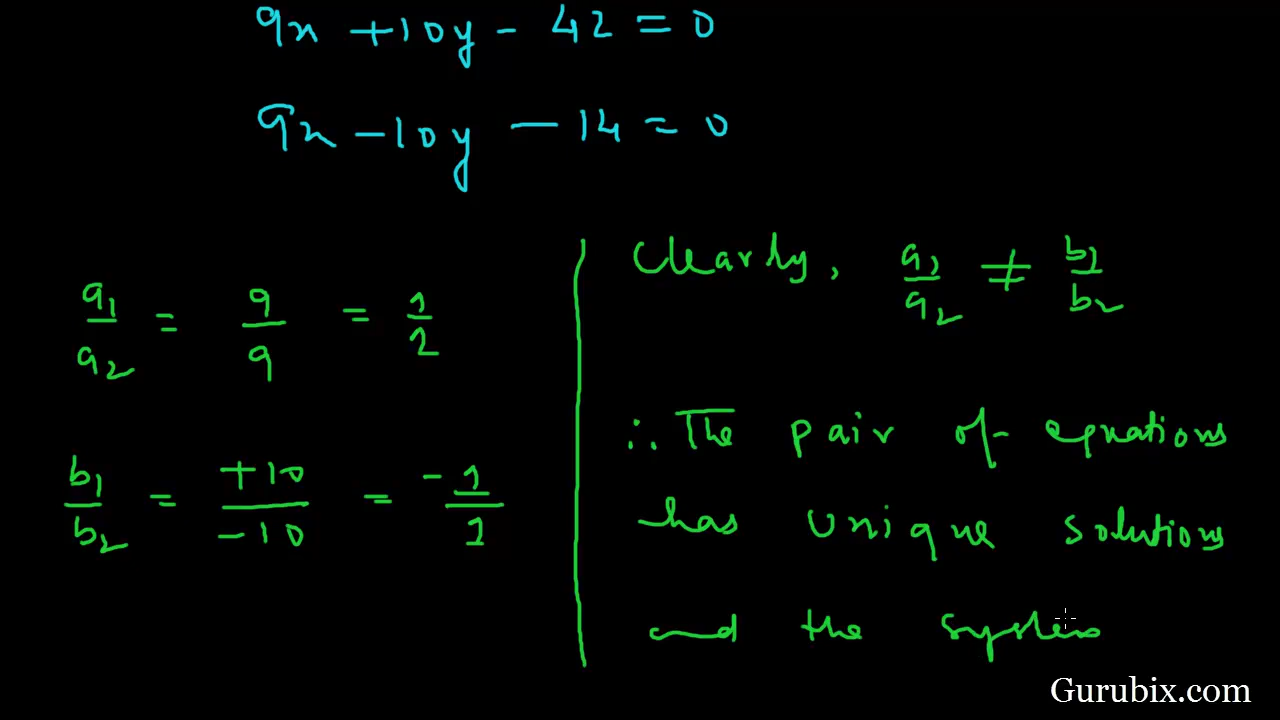 9x + 10y - 42 = 0
9x - 10y - 14 = 0
a1/a2 = 9/9 = 1/2
b1/b2 = +10/-10 = -1/1
Clearly, a1/a2 ≠ b1/b2
∴ The pair of equations
has unique solutions
and the system
Gurubix.com